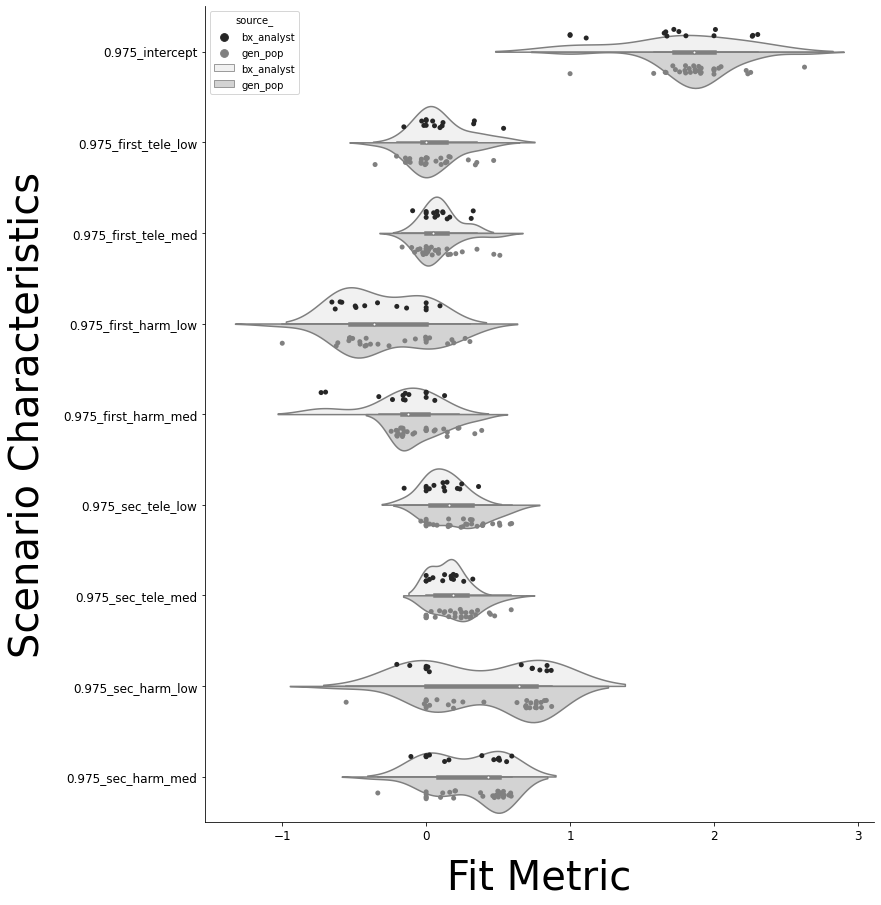 source_
bx_analyst
gen_pop
bx_analyst
gen_pop
0.975_intercept
0.975_first_tele_low
0.975_first_tele_med
0.975_first_harm_low
0.975_first_harm_med
0.975_sec_tele_low
0.975_sec_tele_med
0.975_sec_harm_low
0.975_sec_harm_med
Scenario Characteristics
−1
0
1
2
3
Fit Metric